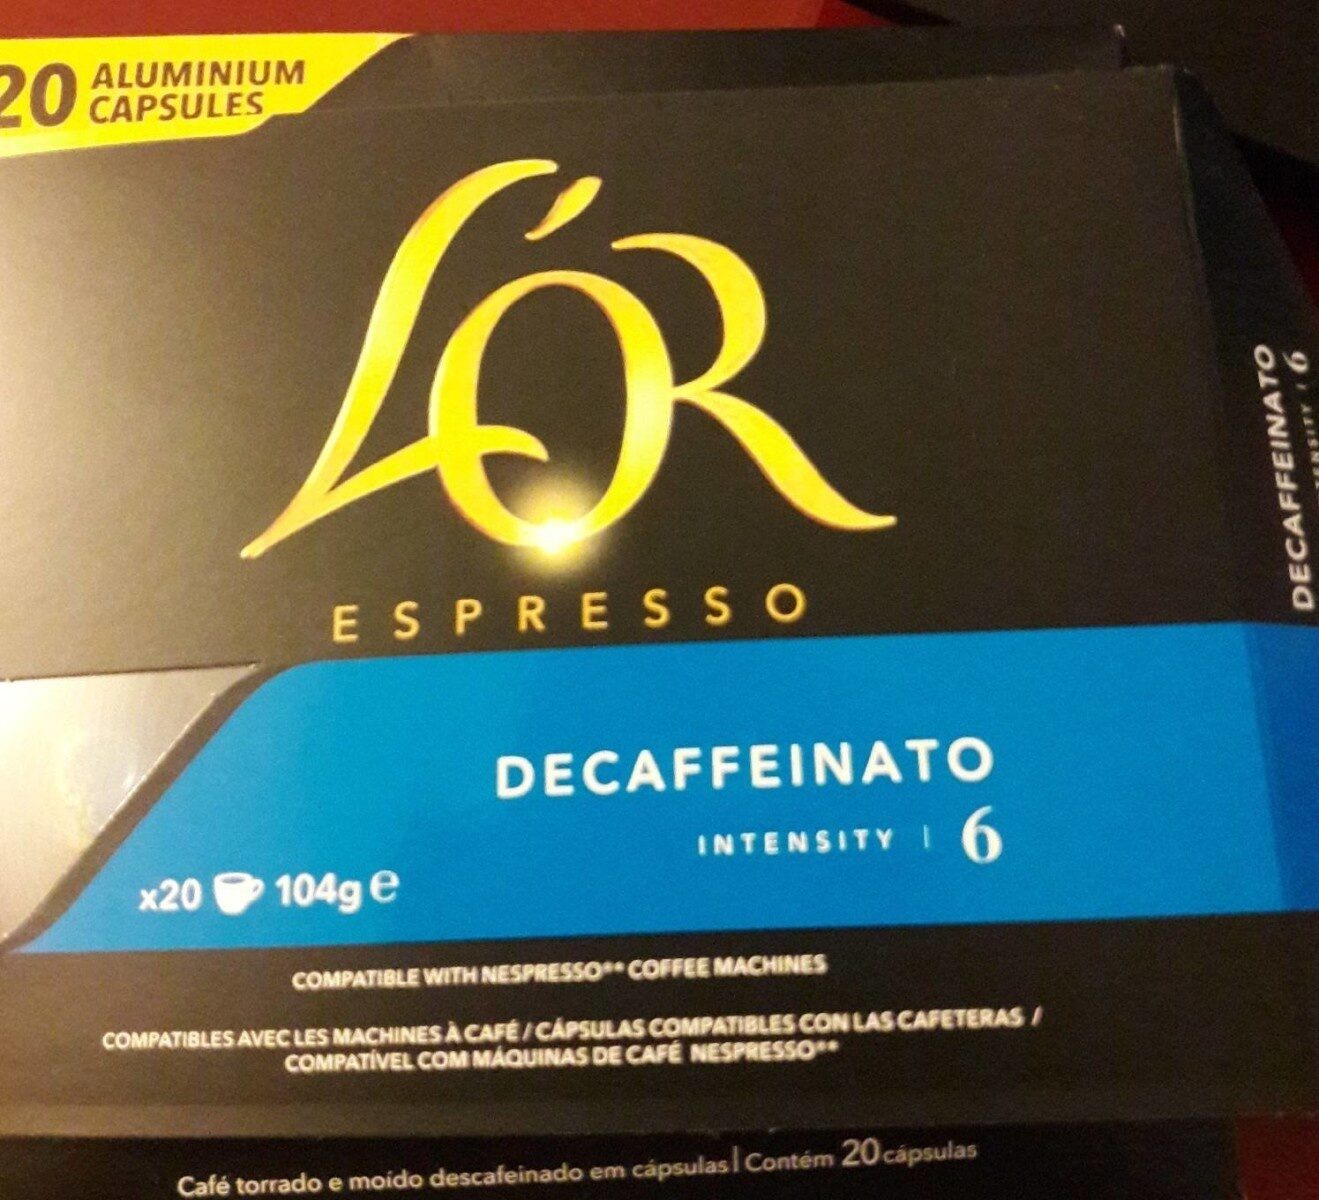 20 ALUMINIUM
CAPSULES
L'OR
ESPRESSO
DECAFFEINATO
INTENSITY | 6
x20 104g e
COMPATIBLE WITH NESPRESSO** COFFEE MACHINES
COMPATIBLES AVEC LES MACHINES À CAFÉ / CÁPSULAS COMPATIBLES CON LAS CAFETERAS /
COMPATÍVEL COM MÁQUINAS DE CAFÉ NESPRESSO**
Café torrado e moído descafeinado em cápsulas | Contém 20 cápsulas
DECAFFEINATO
TENSITY | 6